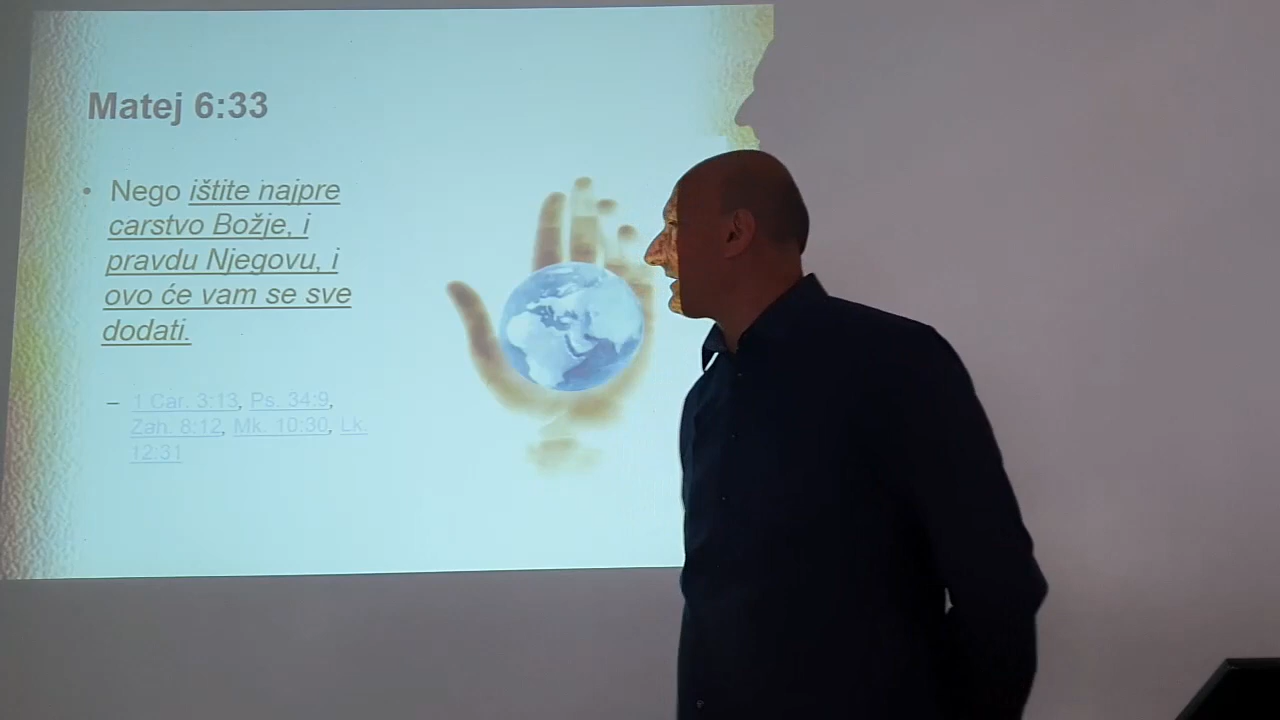 Matej 6:33
• Nego ištite najpre
carstvo Božje, i
pravdu Njegovu, i
ovo će vam se sve
dodati.
– 1 Car. 3:13, Ps. 34:9,
Zah. 8:12, Mk. 10:30, Lk.
12:31